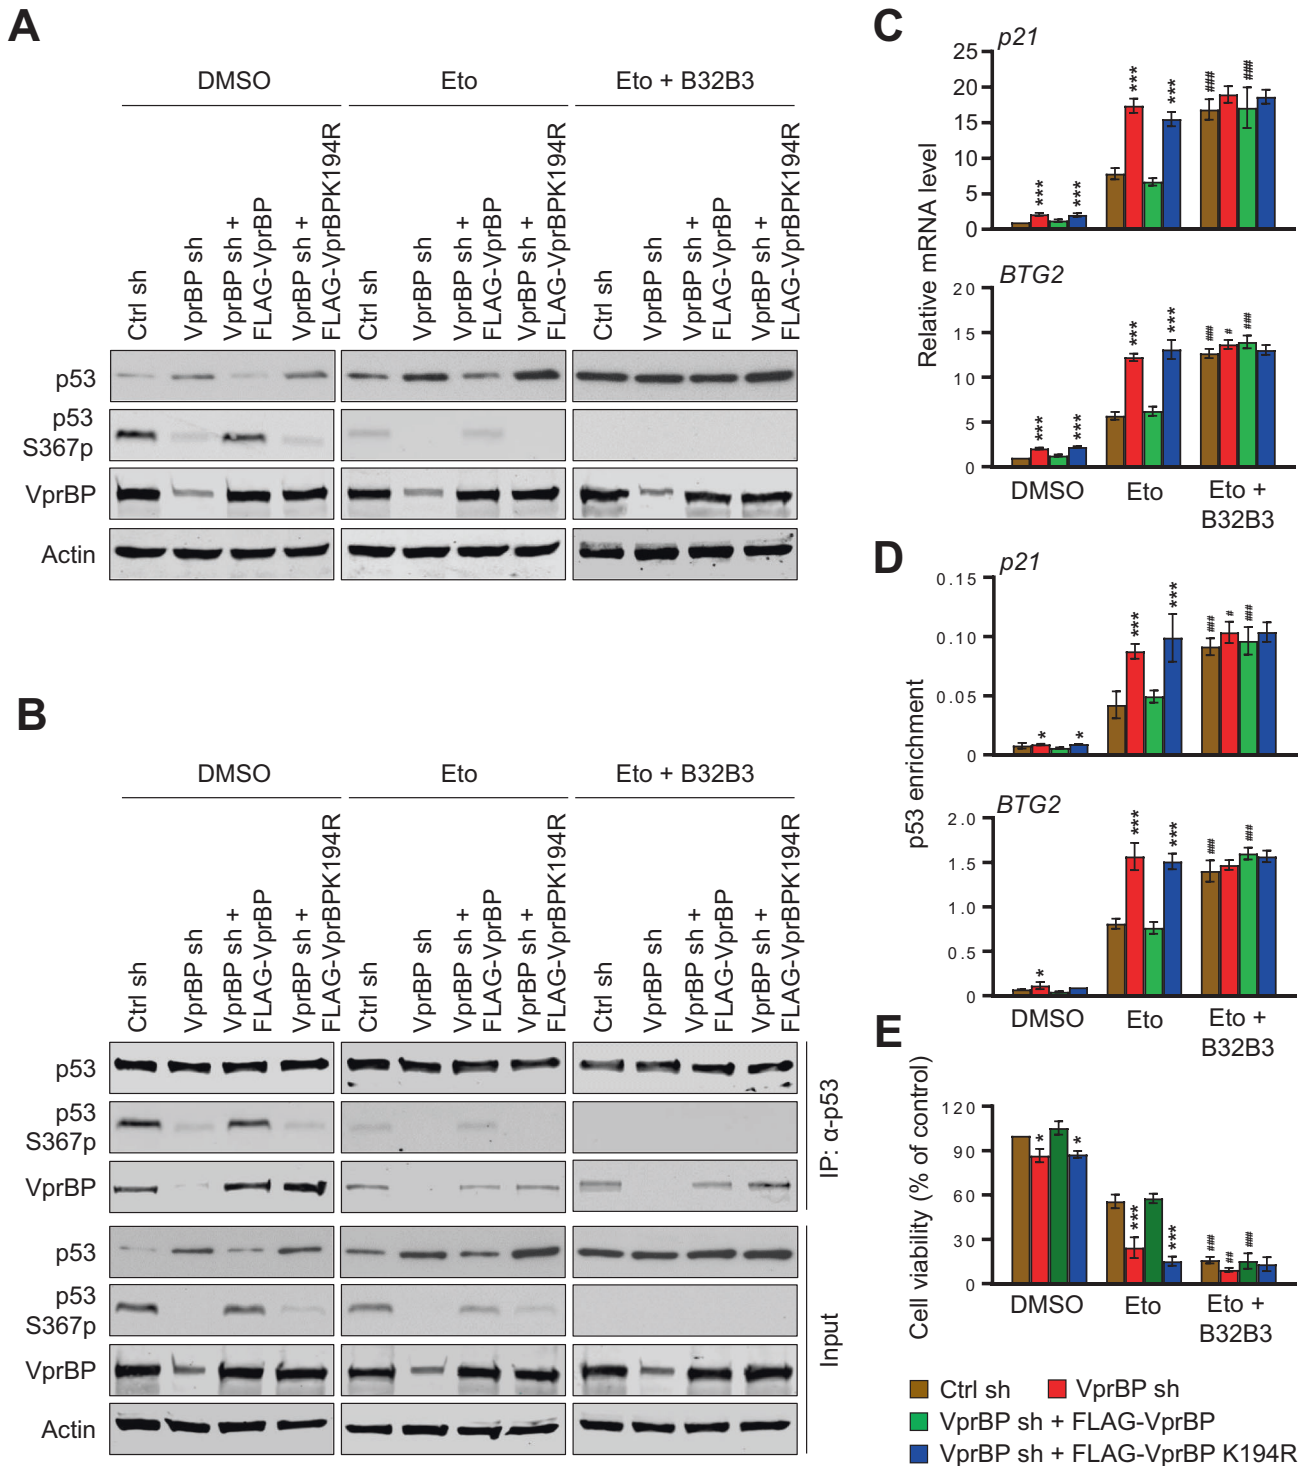 A
DMSO
Eto
Eto + B32B3
Ctrl sh
VprBP sh
VprBP sh +
FLAG-VprBP
VprBP sh +
FLAG-VprBPK194R
Ctrl sh
VprBP sh
VprBP sh +
FLAG-VprBP
VprBP sh +
FLAG-VprBPK194R
Ctrl sh
VprBP sh
VprBP sh +
FLAG-VprBP
VprBP sh +
FLAG-VprBPK194R
p53
p53
S367p
VprBP
Actin
B
DMSO
Eto
Eto + B32B3
Ctrl sh
VprBP sh
VprBP sh +
FLAG-VprBP
VprBP sh +
FLAG-VprBPK194R
Ctrl sh
VprBP sh
VprBP sh +
FLAG-VprBP
VprBP sh +
FLAG-VprBPK194R
Ctrl sh
VprBP sh
VprBP sh +
FLAG-VprBP
VprBP sh +
FLAG-VprBPK194R
p53
p53
S367p
VprBP
IP: α-p53
p53
p53
S367p
VprBP
Actin
Input
C
p21
25
20
15
10
5
0
*** *** *** *** ### ###
Relative mRNA level
BTG2
20
15
10
5
0
*** *** *** *** ### # ###
DMSO
Eto
Eto +
B32B3
D
p21
0.15
0.10
0.05
0
* * *** *** ### # ###
p53 enrichment
BTG2
2.0
1.5
1.0
0.5
0
* *** *** ### ###
DMSO
Eto
Eto +
B32B3
E
Cell viability (% of control)
120
90
60
30
0
* * *** *** ### ## ###
DMSO
Eto
Eto +
B32B3
Ctrl sh
VprBP sh
VprBP sh + FLAG-VprBP
VprBP sh + FLAG-VprBP K194R